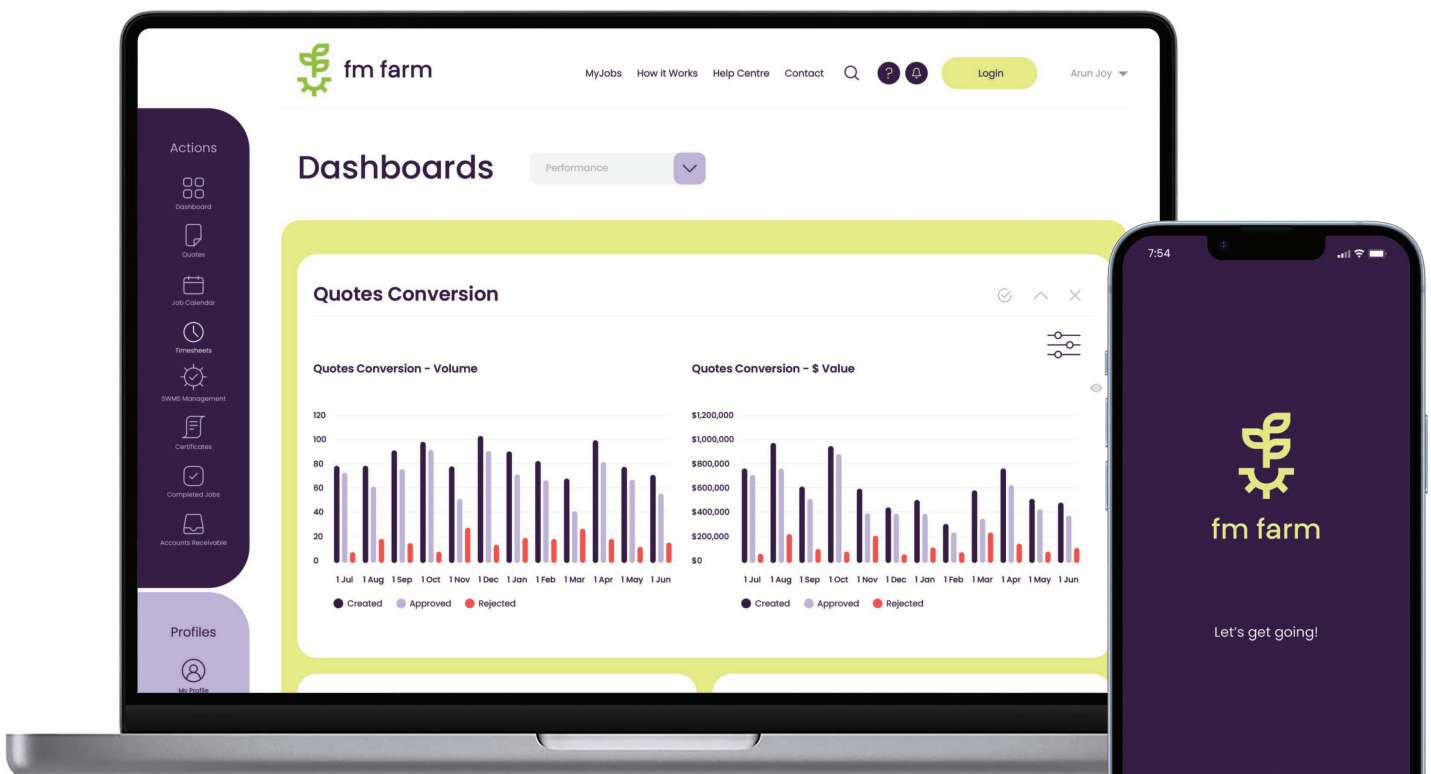 fm farm
MyJobs How it Works Help Centre Contact ? Login Arun Joy
Actions
Dashboard
Quotes
Job Calendar
Timesheets
SWMS Management
Certificates
Completed Jobs
Accounts Receivable
Profiles
My Profile
Dashboards
Performance
Quotes Conversion
Quotes Conversion - Volume
120
100
80
60
40
20
0
1 Jul 1 Aug 1 Sep 1 Oct 1 Nov 1 Dec 1 Jan 1 Feb 1 Mar 1 Apr 1 May 1 Jun
Created Approved Rejected
Quotes Conversion - $ Value
$1,200,000
$1,000,000
$800,000
$600,000
$400,000
$200,000
$0
1 Jul 1 Aug 1 Sep 1 Oct 1 Nov 1 Dec 1 Jan 1 Feb 1 Mar 1 Apr 1 May 1 Jun
Created Approved Rejected
7:54
fm farm
Let's get going!